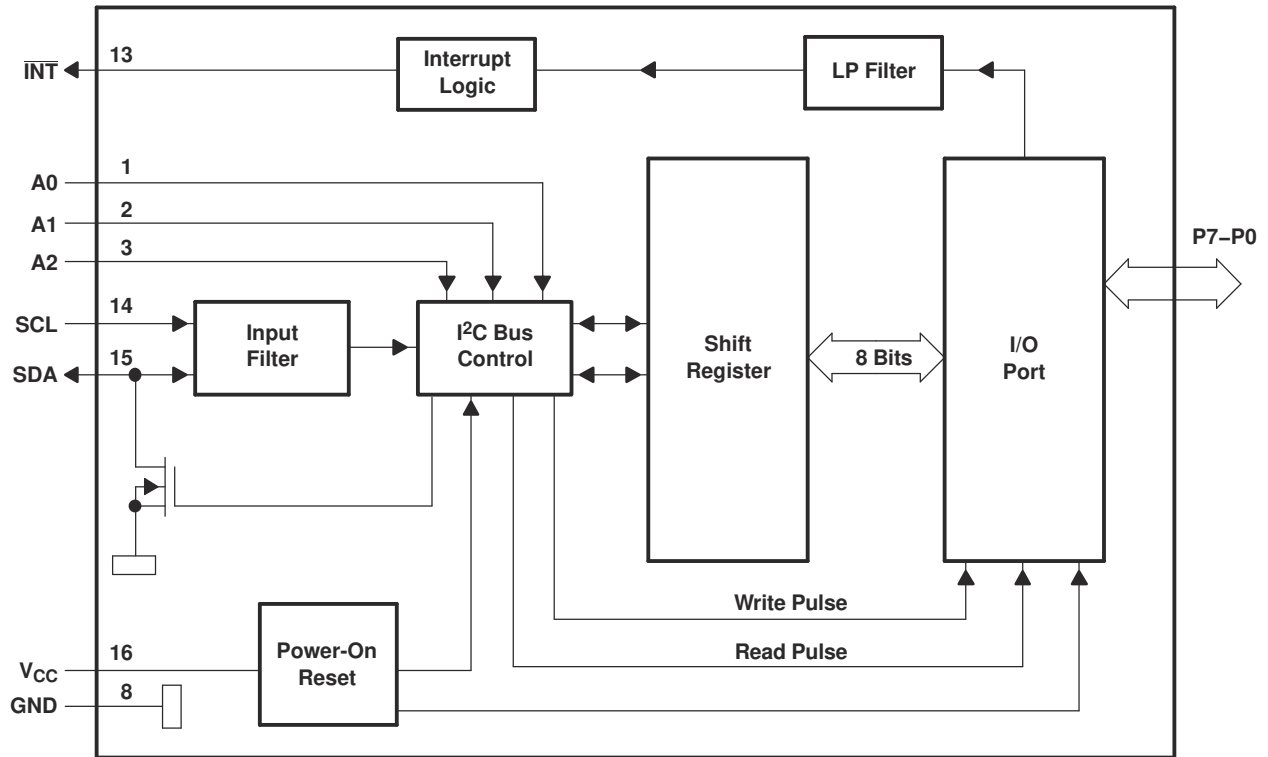 INT
13
Interrupt
Logic
LP Filter
A0
1
A1
2
A2
3
P7–P0
SCL
14
SDA
15
Input
Filter
I2C Bus
Control
Shift
Register
8 Bits
I/O
Port
Write Pulse
Read Pulse
Power-On
Reset
VCC
16
GND
8